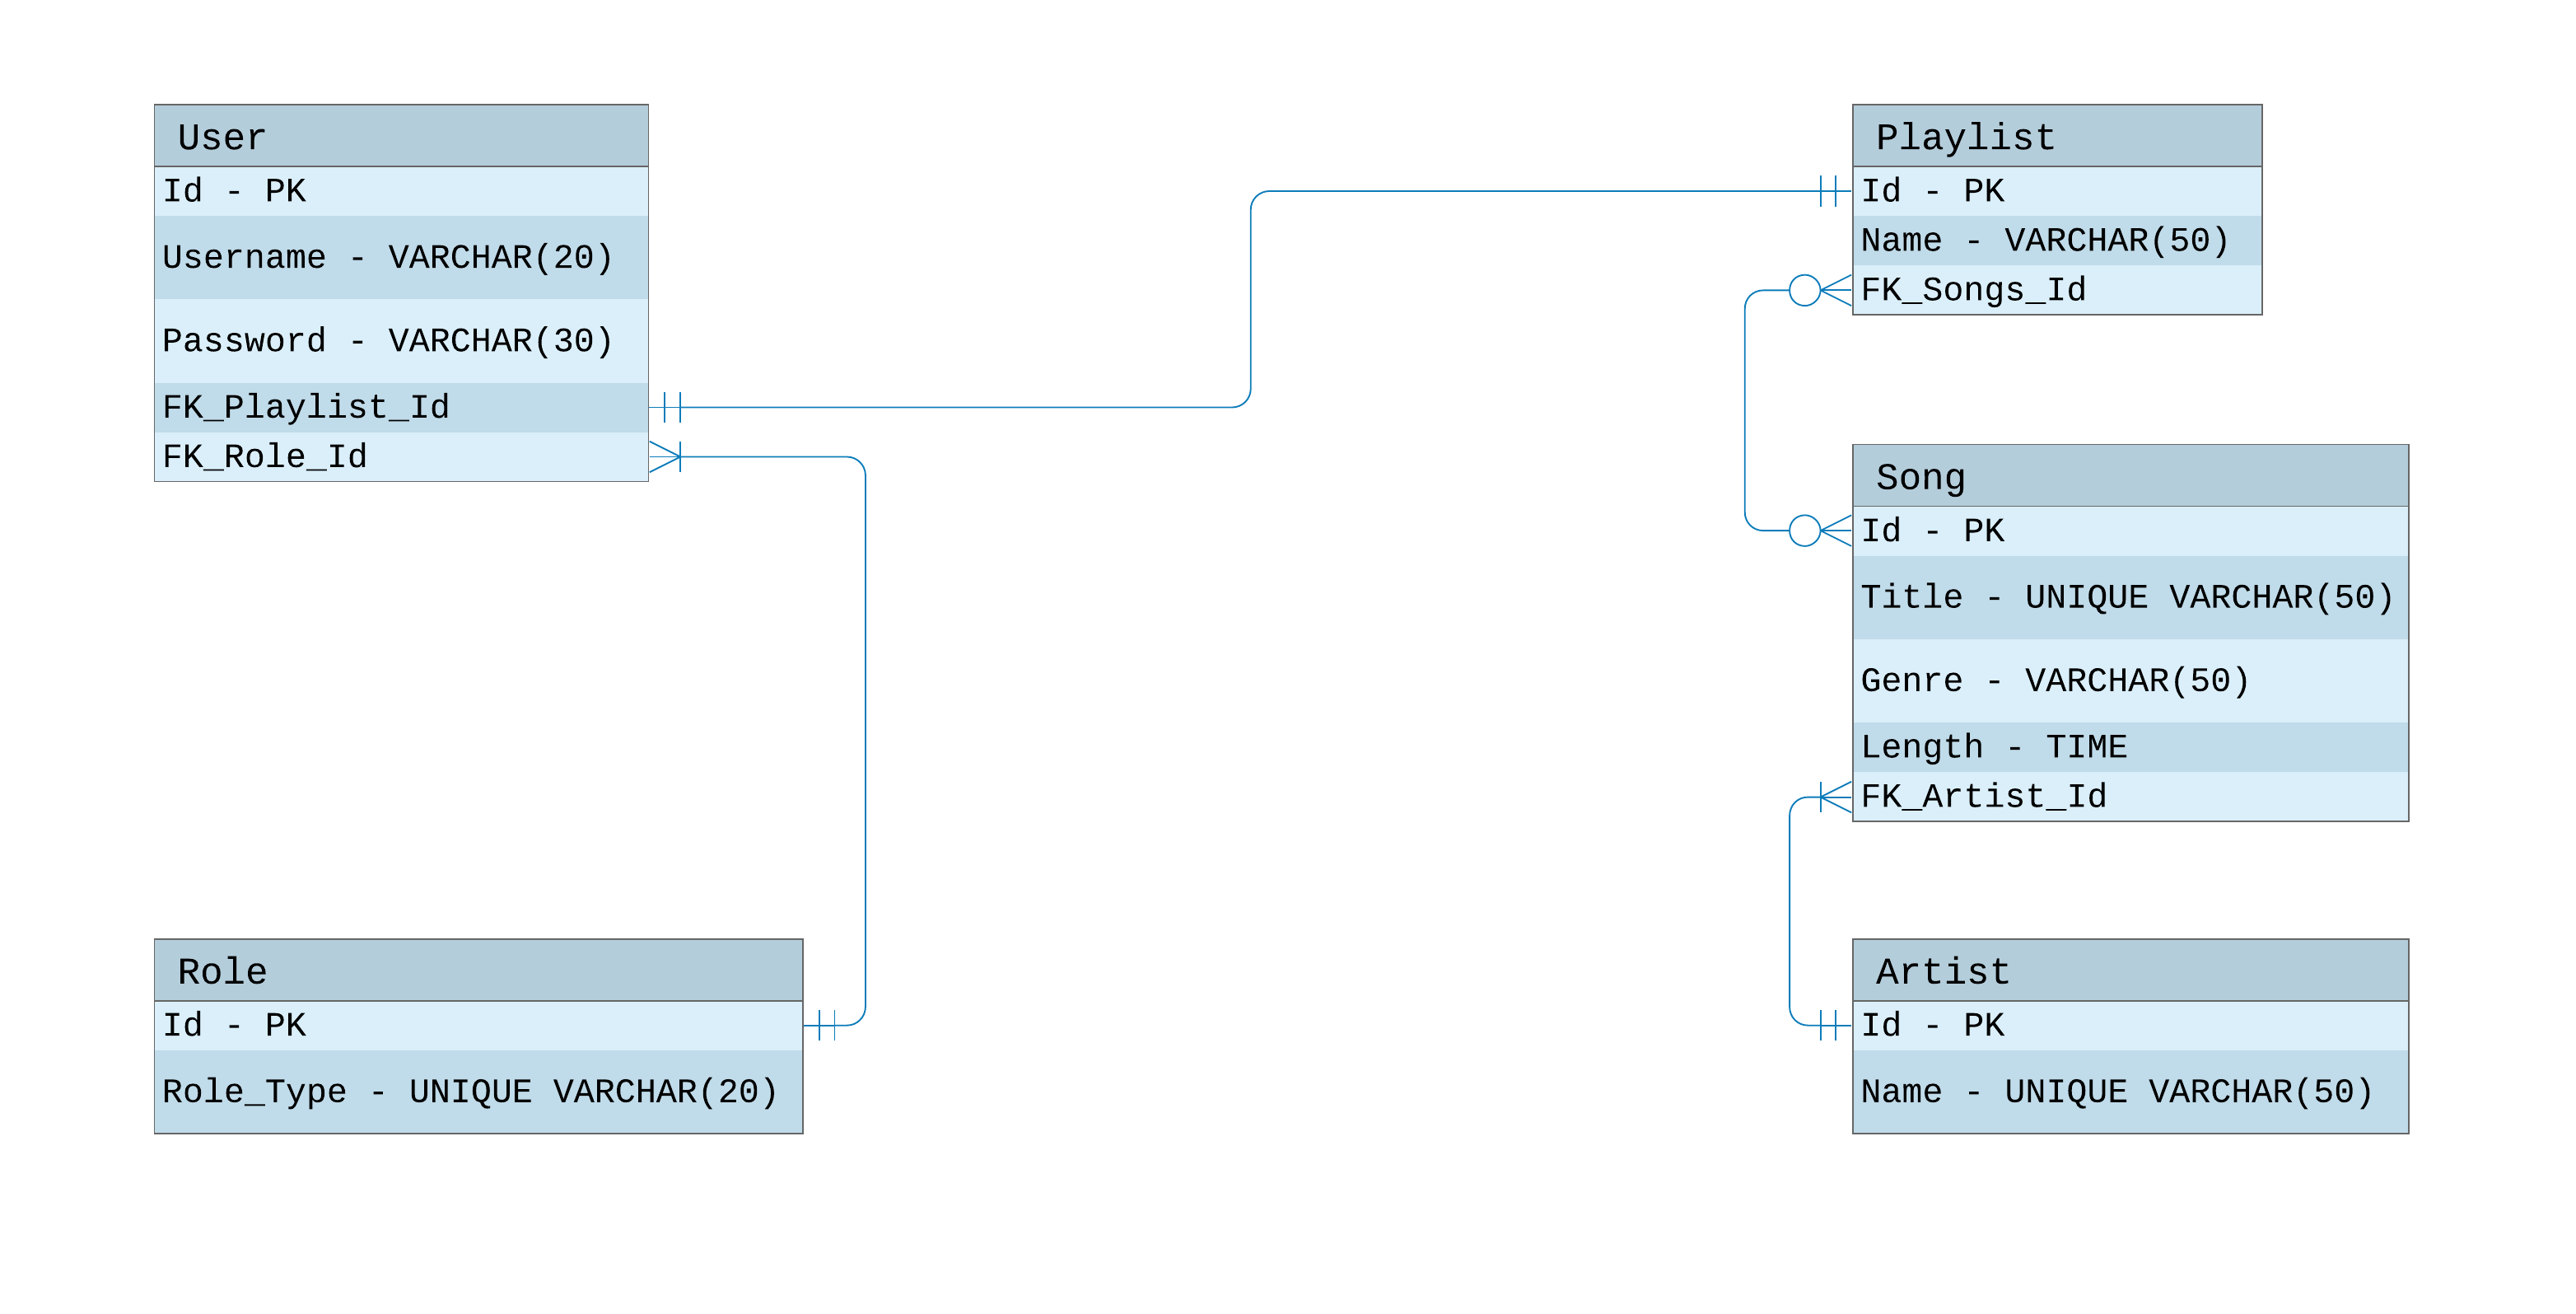 User
Id - PK
Username - VARCHAR(20)
Password - VARCHAR(30)
FK_Playlist_Id
FK_Role_Id
Playlist
Id - PK
Name - VARCHAR(50)
FK_Songs_Id
Song
Id - PK
Title - UNIQUE VARCHAR(50)
Genre - VARCHAR(50)
Length - TIME
FK_Artist_Id
Role
Id - PK
Role_Type - UNIQUE VARCHAR(20)
Artist
Id - PK
Name - UNIQUE VARCHAR(50)